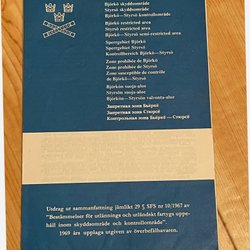 Björkö skyddsområde
Styrsö skyddsområde
Björkö—Styrsö kontrollområde
Björkö restricted area
Styrsö restricted area
Björkö—Styrsö semi-restricted area
Sperrgebiet Björkö
Sperrgebiet Styrsö
Kontrollbereich Björkö—Styrsö
Zone prohibée de Björkö
Zone prohibée de Styrsö
Zone susceptible de contrôle
de Björkö—Styrsö
Björkön suoja-alue
Styrsön suoja-alue
Björkön—Styrsön valvonta-alue
Запретная зона Бьёркё
Запретная зона Стюрсё
Контрольная зона Бьёркё — Стюрсё
Utdrag ur sammanfattning jämlikt 29 § SFS nr 10/1967 av
"Bestämmelser för utlännings och utländskt fartygs uppe-
håll inom skyddsområde och kontrollområde".
1969 års upplaga utgiven av överbefälhavaren.